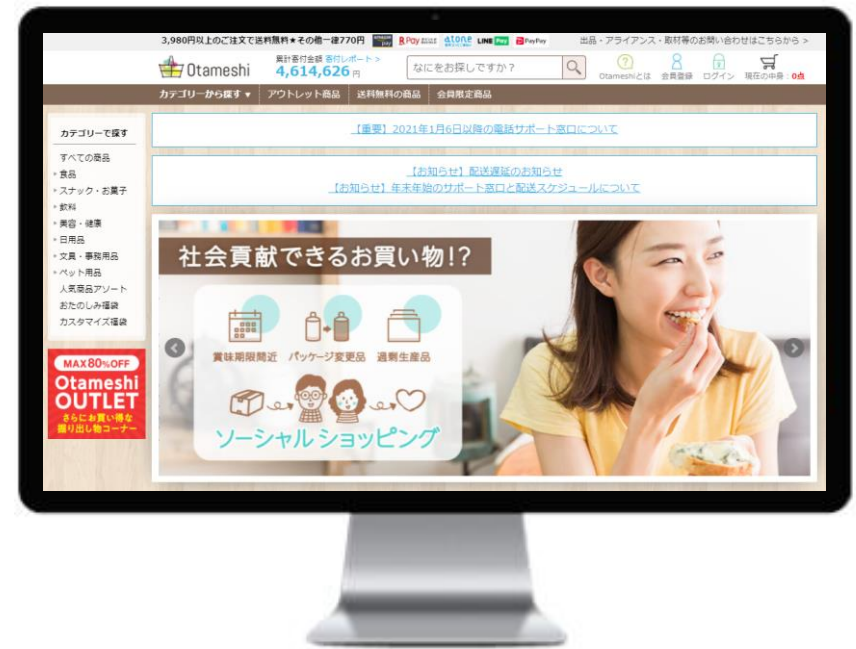 3,980円以上のご注文で送料無料★その他一律770円 amazon pay R Pay atone LINE Pay PayPay 出品・アライアンス・取材等のお問い合わせはこちらから >
Otameshi 累計寄付金額 寄付レポート > なにをお探しですか?
4,614,626 円 Otameshiとは 会員登録 ログイン 現在の中身:0点
カテゴリーから探す ▾ アウトレット商品 送料無料の商品 会員限定商品
カテゴリーで探す
すべての商品
食品
スナック・お菓子
飲料
美容・健康
日用品
文具・事務用品
ペット用品
人気商品アソート
おたのしみ福袋
カスタマイズ福袋
MAX80%OFF
Otameshi
OUTLET
さらにお買い得な
掘り出し物コーナー
【重要】2021年1月6日以降の電話サポート窓口について
【お知らせ】配送遅延のお知らせ
【お知らせ】年末年始のサポート窓口と配送スケジュールについて
社会貢献できるお買い物!?
賞味期限間近 パッケージ変更品 過剰生産品
ソーシャルショッピング